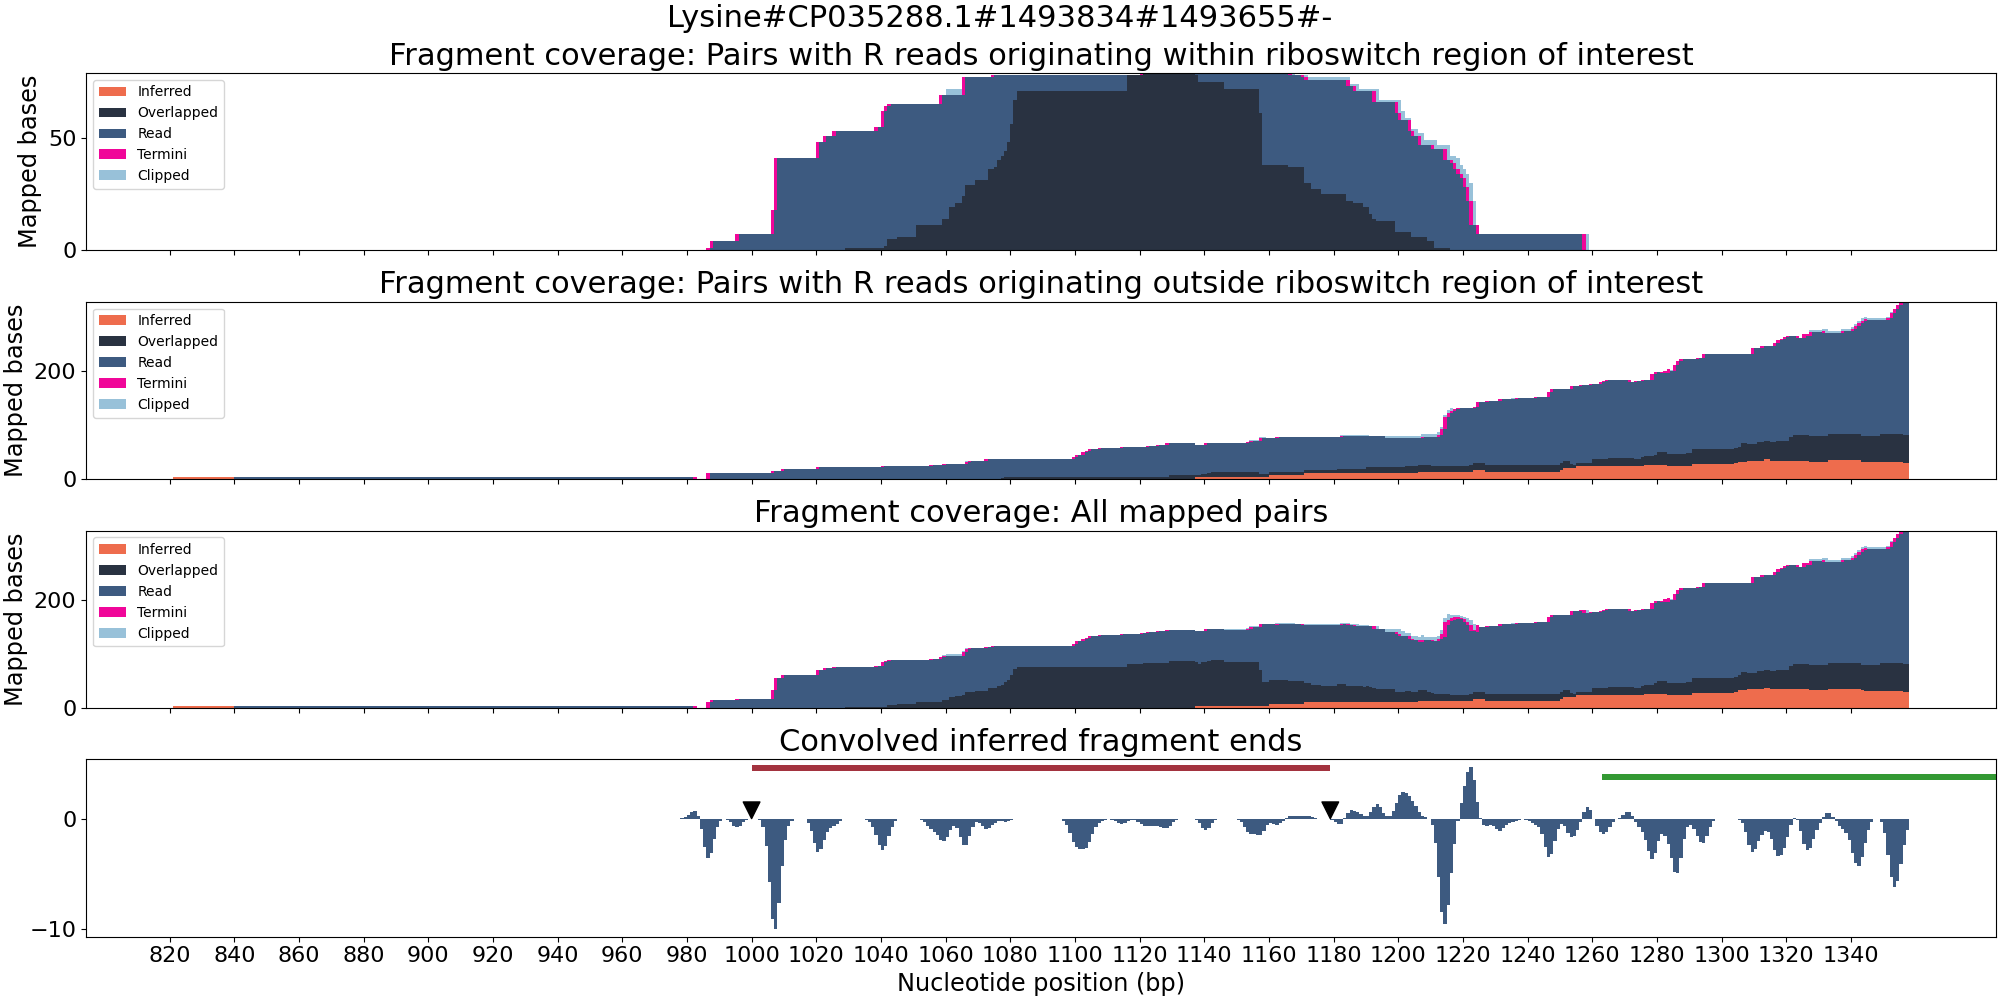 Lysine#CP035288.1#1493834#1493655#-
Fragment coverage: Pairs with R reads originating within riboswitch region of interest
Mapped bases
50
0
Inferred
Overlapped
Read
Termini
Clipped
Fragment coverage: Pairs with R reads originating outside riboswitch region of interest
Mapped bases
200
0
Inferred
Overlapped
Read
Termini
Clipped
Fragment coverage: All mapped pairs
Mapped bases
200
0
Inferred
Overlapped
Read
Termini
Clipped
Convolved inferred fragment ends
0
−10
820 840 860 880 900 920 940 960 980 1000 1020 1040 1060 1080 1100 1120 1140 1160 1180 1200 1220 1240 1260 1280 1300 1320 1340
Nucleotide position (bp)